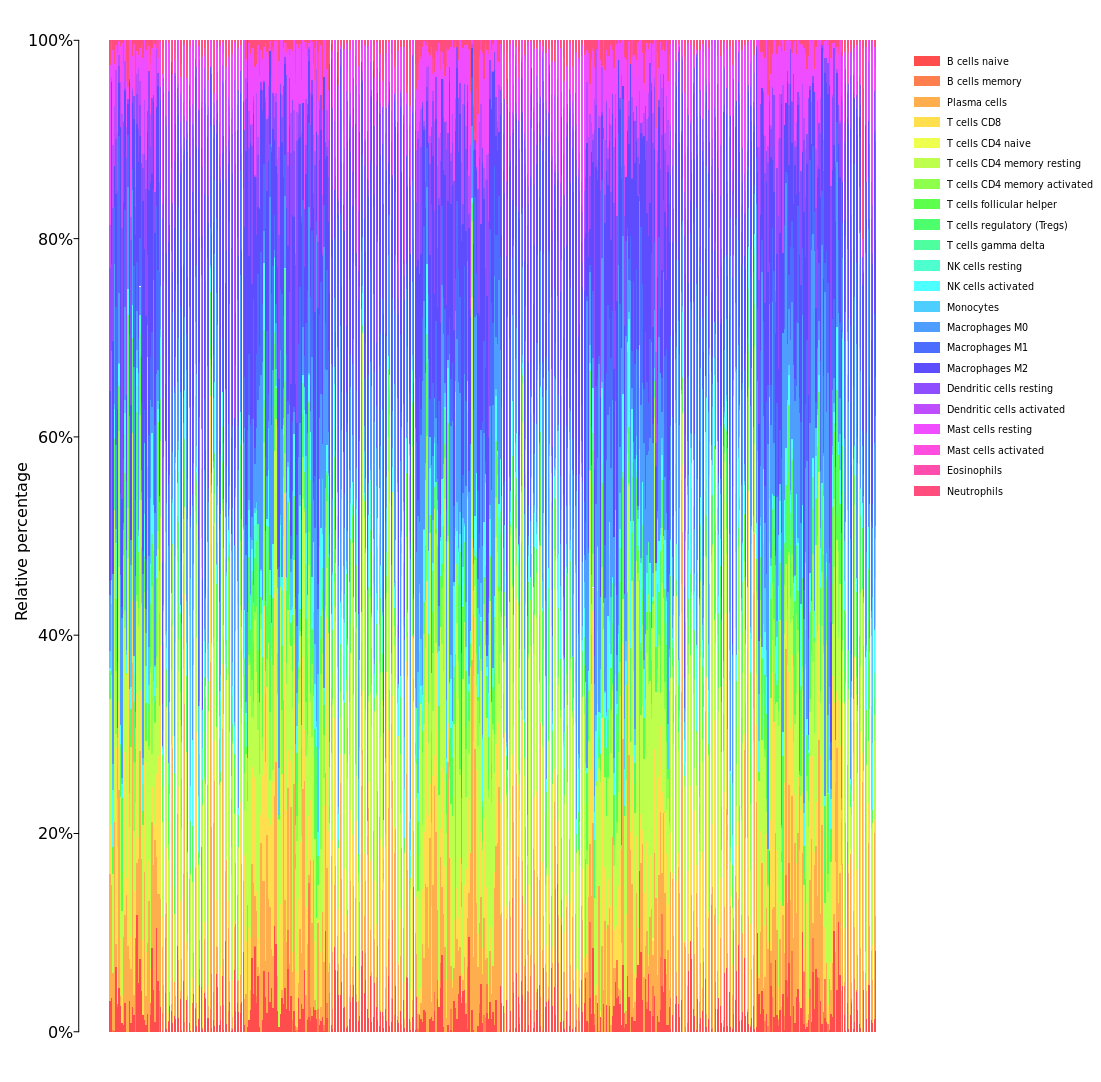 100%
80%
60%
40%
20%
0%
Relative percentage
B cells naive
B cells memory
Plasma cells
T cells CD8
T cells CD4 naive
T cells CD4 memory resting
T cells CD4 memory activated
T cells follicular helper
T cells regulatory (Tregs)
T cells gamma delta
NK cells resting
NK cells activated
Monocytes
Macrophages M0
Macrophages M1
Macrophages M2
Dendritic cells resting
Dendritic cells activated
Mast cells resting
Mast cells activated
Eosinophils
Neutrophils